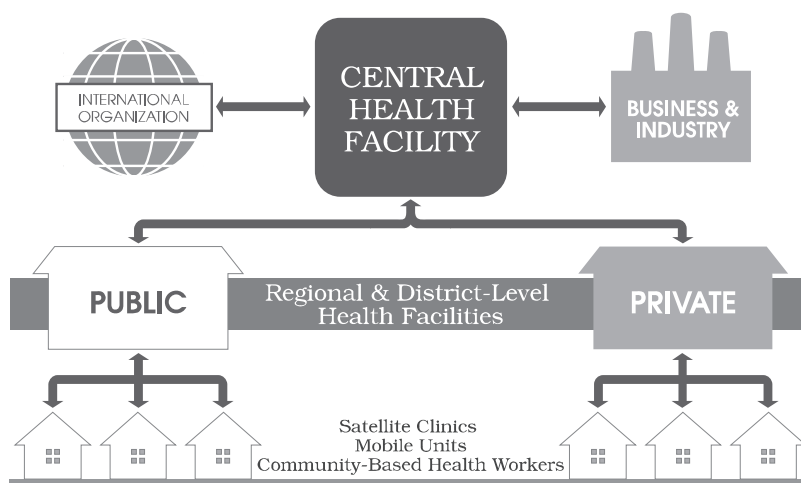 INTERNATIONAL
ORGANIZATION
CENTRAL
HEALTH
FACILITY
BUSINESS &
INDUSTRY
PUBLIC
Regional & District-Level
Health Facilities
PRIVATE
Satellite Clinics
Mobile Units
Community-Based Health Workers